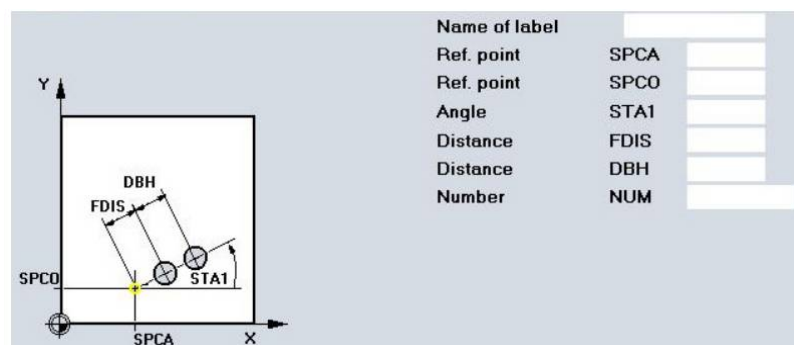 Name of label
Ref. point SPCA
Ref. point SPCO
Angle STA1
Distance FDIS
Distance DBH
Number NUM
Y
DBH
FDIS
SPCO
STA1
SPCA
X